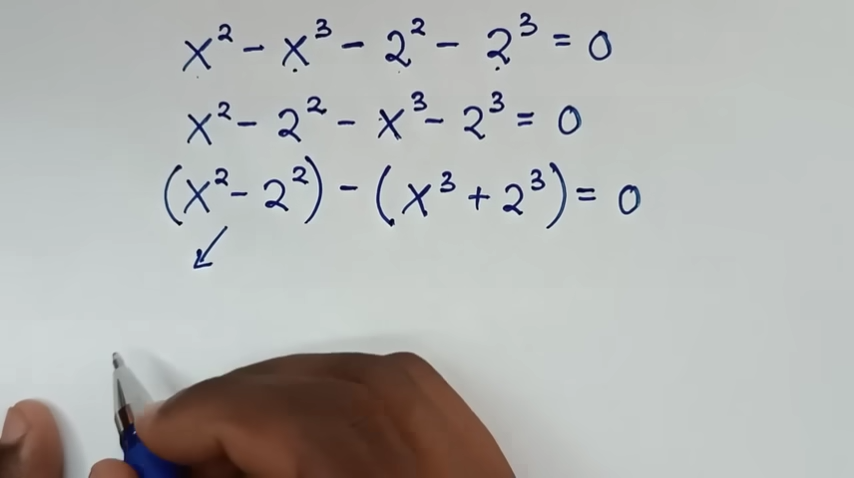 x² - x³ - 2² - 2³ = 0
x² - 2² - x³ - 2³ = 0
(x² - 2²) - (x³ + 2³) = 0